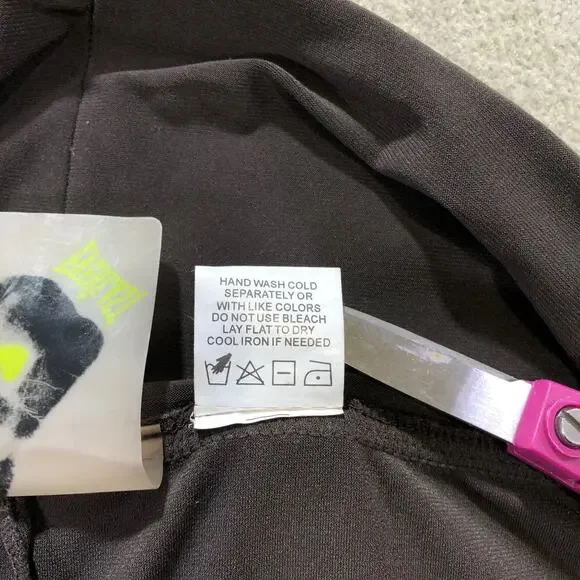 HAND WASH COLD
SEPARATELY OR
WITH LIKE COLORS
DO NOT USE BLEACH
LAY FLAT TO DRY
COOL IRON IF NEEDED